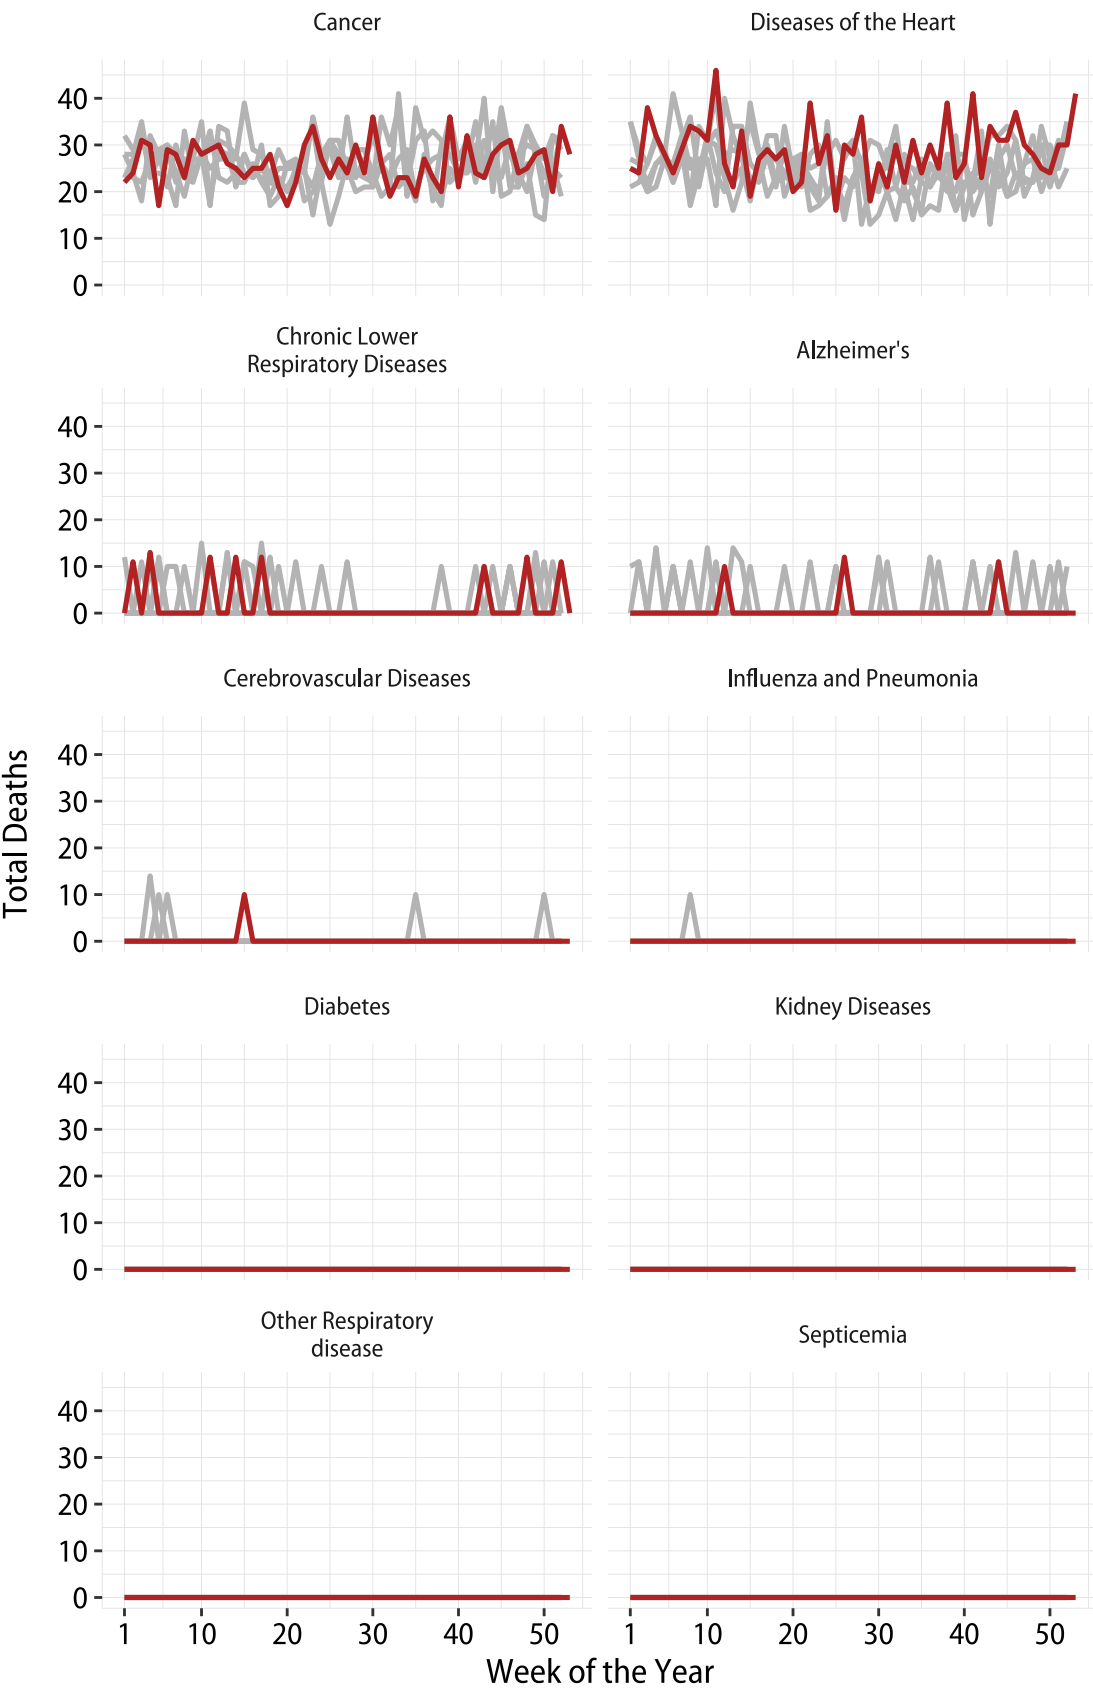 Cancer
Diseases of the Heart
40
30
20
10
0
Chronic Lower
Respiratory Diseases
Alzheimer's
40
30
20
10
0
Cerebrovascular Diseases
Influenza and Pneumonia
40
30
20
10
0
Total Deaths
Diabetes
Kidney Diseases
40
30
20
10
0
Other Respiratory
disease
Septicemia
40
30
20
10
0
1 10 20 30 40 50
1 10 20 30 40 50
Week of the Year